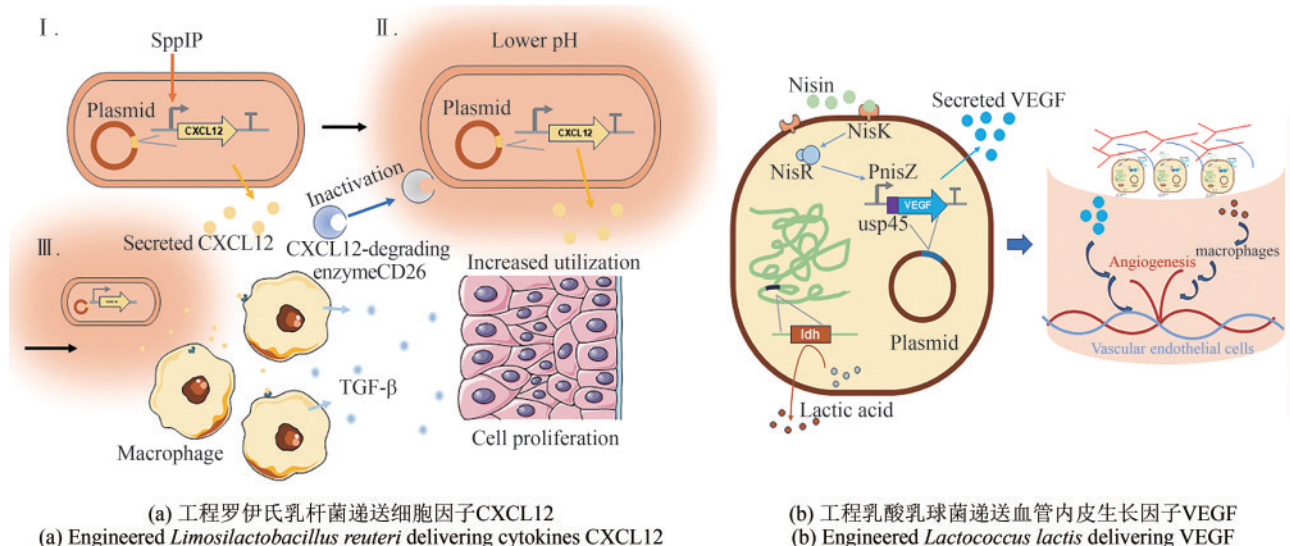 Ⅰ.
SppIP
Plasmid
CXCL12
Secreted CXCL12
Ⅱ.
Lower pH
Plasmid
CXCL12
Inactivation
CXCL12-degrading
enzymeCD26
Increased utilization
Ⅲ.
Macrophage
TGF-β
Cell proliferation
(a) 工程罗伊氏乳杆菌递送细胞因子CXCL12
(a) Engineered Limosilactobacillus reuteri delivering cytokines CXCL12
Nisin
Secreted VEGF
NisK
NisR
PnisZ
VEGF
usp45
ldh
Plasmid
Lactic acid
macrophages
Angiogenesis
Vascular endothelial cells
(b) 工程乳酸乳球菌递送血管内皮生长因子VEGF
(b) Engineered Lactococcus lactis delivering VEGF